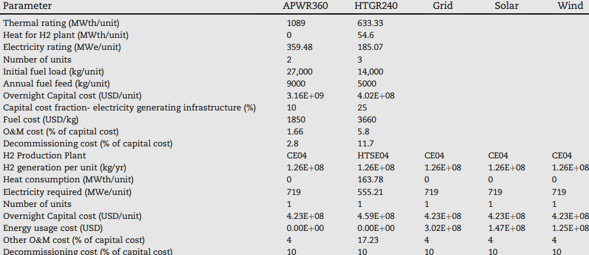 Parameter APWR360 HTGR240 Grid Solar Wind
Thermal rating (MWth/unit) 1089 633.33
Heat for H2 plant (MWth/unit) 0 54.6
Electricity rating (MWe/unit) 359.48 185.07
Number of units 2 3
Initial fuel load (kg/unit) 27,000 14,000
Annual fuel feed (kg/unit) 9000 5000
Overnight Capital cost (USD/unit) 3.16E+09 4.02E+08
Capital cost fraction- electricity generating infrastructure (%) 10 25
Fuel cost (USD/kg) 1850 3660
O&M cost (% of capital cost) 1.66 5.8
Decommissioning cost (% of capital cost) 2.8 11.7
H2 Production Plant CE04 HTSE04 CE04 CE04 CE04
H2 generation per unit (kg/yr) 1.26E+08 1.26E+08 1.26E+08 1.26E+08 1.26E+08
Heat consumption (MWth/unit) 0 163.78 0 0 0
Electricity required (MWe/unit) 719 555.21 719 719 719
Number of units 1 1 1 1 1
Overnight Capital cost (USD/unit) 4.23E+08 4.59E+08 4.23E+08 4.23E+08 4.23E+08
Energy usage cost (USD) 0.00E+00 0.00E+00 3.02E+08 1.47E+08 1.25E+08
Other O&M cost (% of capital cost) 4 17.23 4 4 4
Decommissioning cost (% of capital cost) 10 10 10 10 10